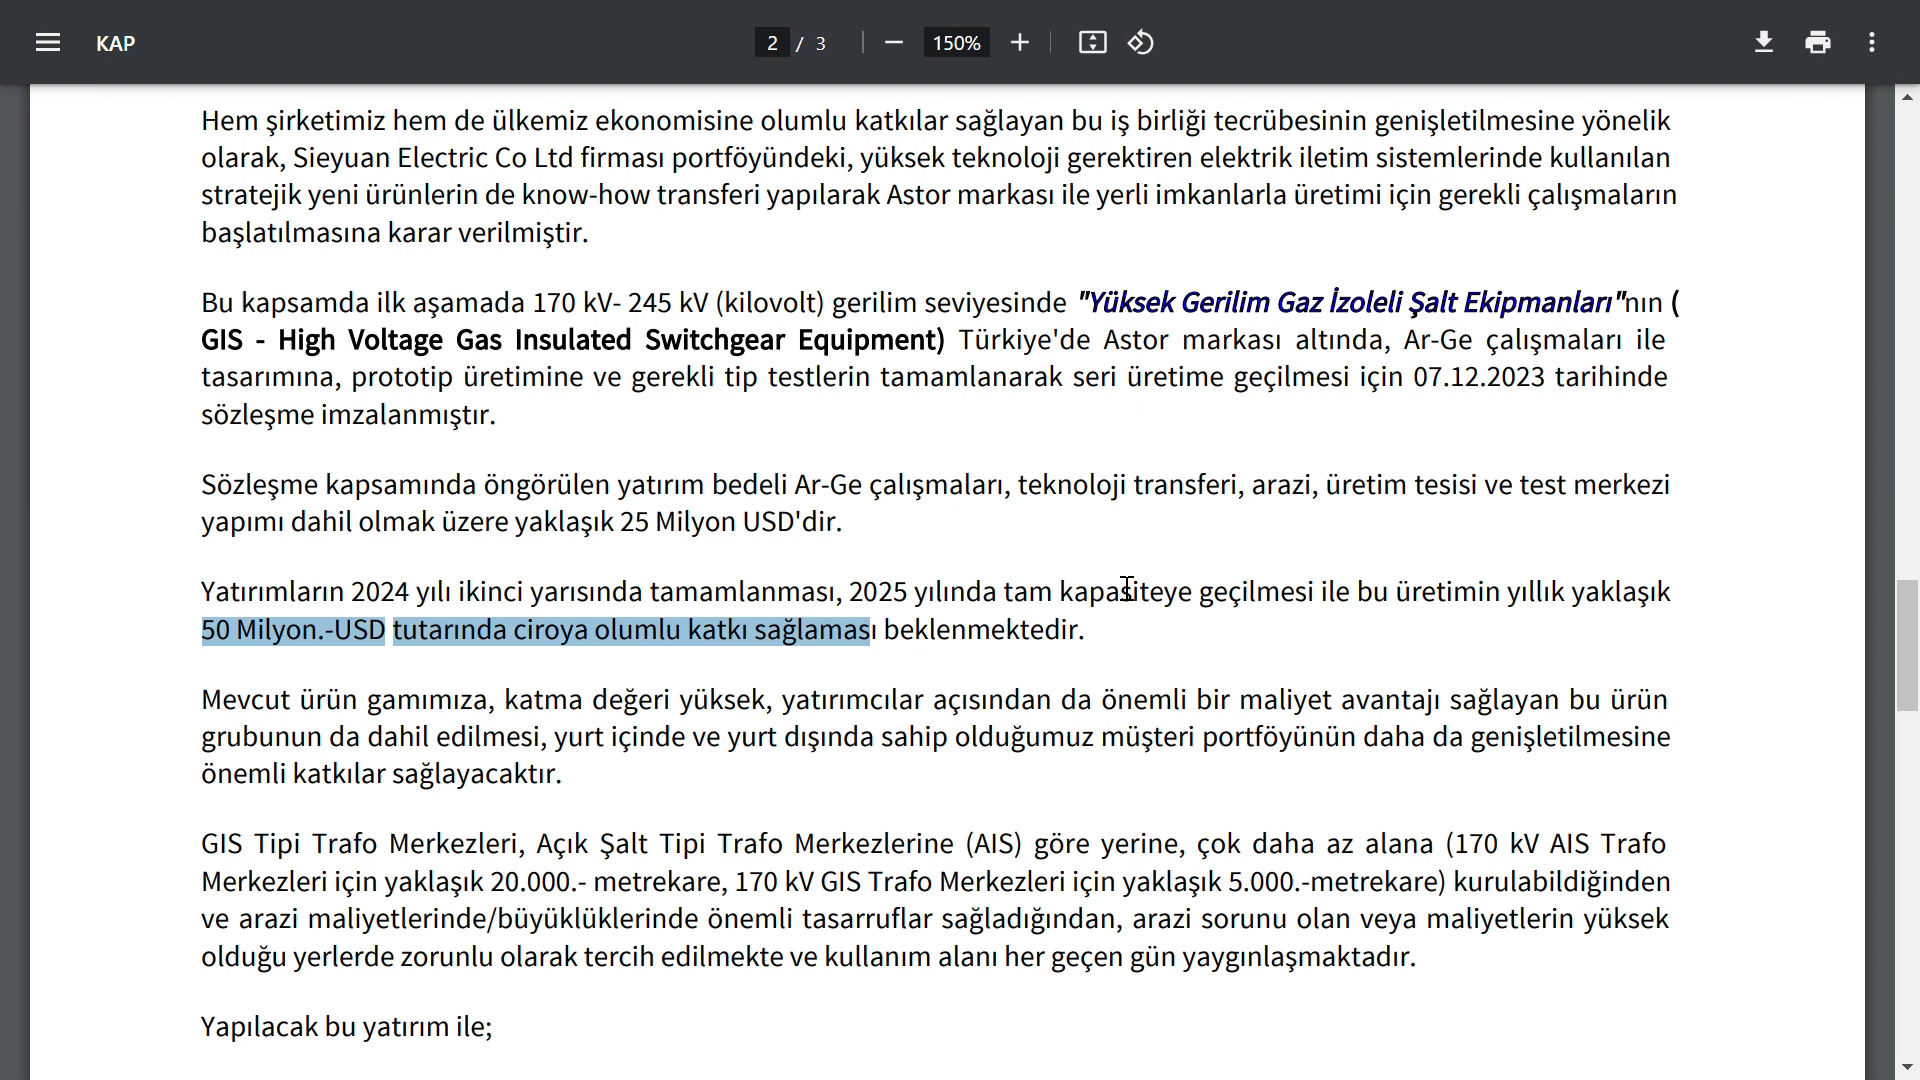 KAP
2 / 3
150%
Hem şirketimiz hem de ülkemiz ekonomisine olumlu katkılar sağlayan bu iş birliği tecrübesinin genişletilmesine yönelik
olarak, Sieyuan Electric Co Ltd firması portföyündeki, yüksek teknoloji gerektiren elektrik iletim sistemlerinde kullanılan
stratejik yeni ürünlerin de know-how transferi yapılarak Astor markası ile yerli imkanlarla üretimi için gerekli çalışmaların
başlatılmasına karar verilmiştir.
Bu kapsamda ilk aşamada 170 kV- 245 kV (kilovolt) gerilim seviyesinde "Yüksek Gerilim Gaz İzoleli Şalt Ekipmanları"nın (
GIS - High Voltage Gas Insulated Switchgear Equipment) Türkiye'de Astor markası altında, Ar-Ge çalışmaları ile
tasarımına, prototip üretimine ve gerekli tip testlerin tamamlanarak seri üretime geçilmesi için 07.12.2023 tarihinde
sözleşme imzalanmıştır.
Sözleşme kapsamında öngörülen yatırım bedeli Ar-Ge çalışmaları, teknoloji transferi, arazi, üretim tesisi ve test merkezi
yapımı dahil olmak üzere yaklaşık 25 Milyon USD'dir.
Yatırımların 2024 yılı ikinci yarısında tamamlanması, 2025 yılında tam kapasiteye geçilmesi ile bu üretimin yıllık yaklaşık
50 Milyon.-USD tutarında ciroya olumlu katkı sağlaması beklenmektedir.
Mevcut ürün gamımıza, katma değeri yüksek, yatırımcılar açısından da önemli bir maliyet avantajı sağlayan bu ürün
grubunun da dahil edilmesi, yurt içinde ve yurt dışında sahip olduğumuz müşteri portföyünün daha da genişletilmesine
önemli katkılar sağlayacaktır.
GIS Tipi Trafo Merkezleri, Açık Şalt Tipi Trafo Merkezlerine (AIS) göre yerine, çok daha az alana (170 kV AIS Trafo
Merkezleri için yaklaşık 20.000.- metrekare, 170 kV GIS Trafo Merkezleri için yaklaşık 5.000.-metrekare) kurulabildiğinden
ve arazi maliyetlerinde/büyüklüklerinde önemli tasarruflar sağladığından, arazi sorunu olan veya maliyetlerin yüksek
olduğu yerlerde zorunlu olarak tercih edilmekte ve kullanım alanı her geçen gün yaygınlaşmaktadır.
Yapılacak bu yatırım ile;